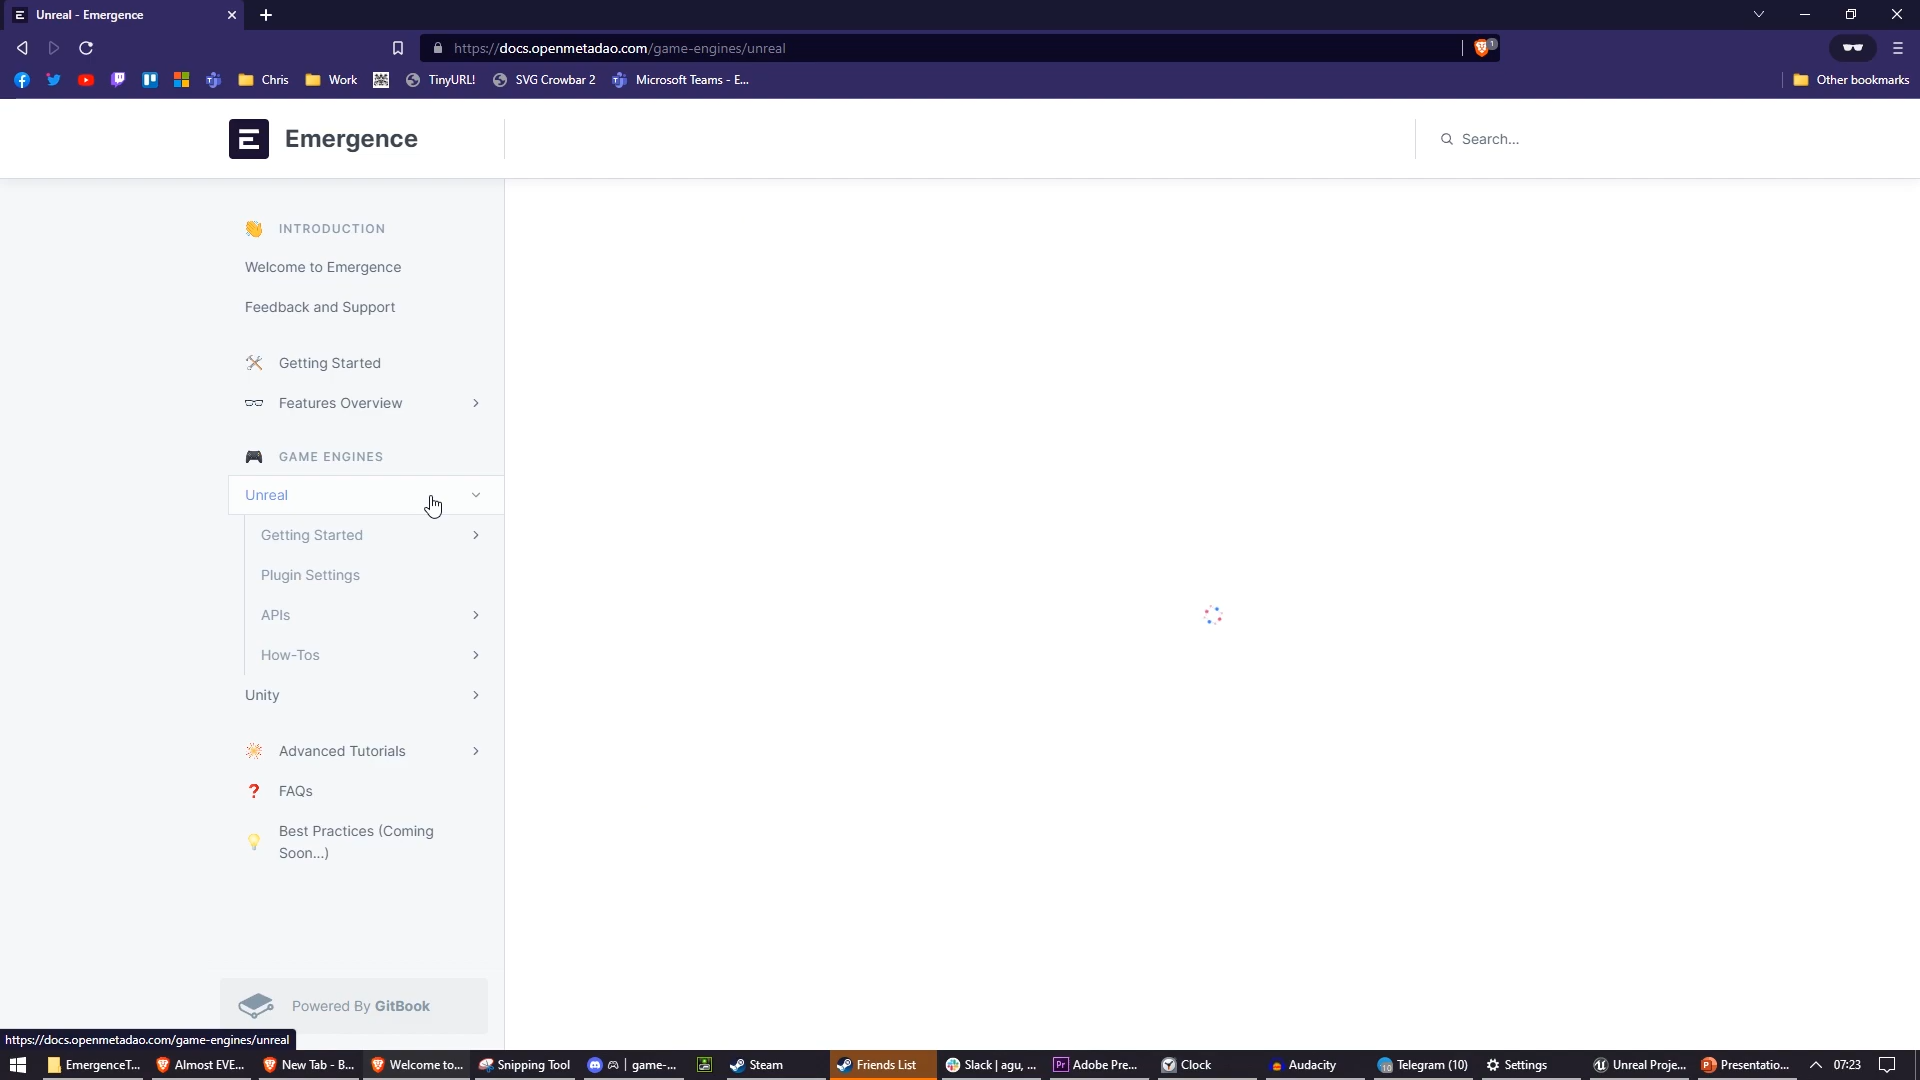 Unreal - Emergence
https://docs.openmetadao.com/game-engines/unreal
1
Chris
Work
TinyURL!
SVG Crowbar 2
Microsoft Teams - E...
Other bookmarks
Emergence
Search...
INTRODUCTION
Welcome to Emergence
Feedback and Support
Getting Started
Features Overview
GAME ENGINES
Unreal
Getting Started
Plugin Settings
APIs
How-Tos
Unity
Advanced Tutorials
FAQs
Best Practices (Coming
Soon...)
Powered By GitBook
https://docs.openmetadao.com/game-engines/unreal
EmergenceT...
Almost EVE...
New Tab - B...
Welcome to...
Snipping Tool
game-...
Steam
Friends List
Slack | agu, ...
Adobe Pre...
Clock
Audacity
Telegram (10)
Settings
Unreal Proje...
Presentatio...
07:23